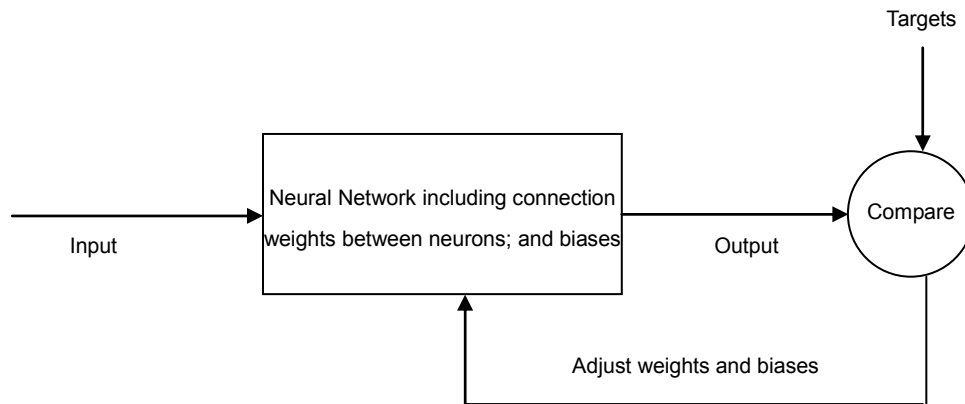 Targets
Neural Network including connection
weights between neurons; and biases
Compare
Input
Output
Adjust weights and biases